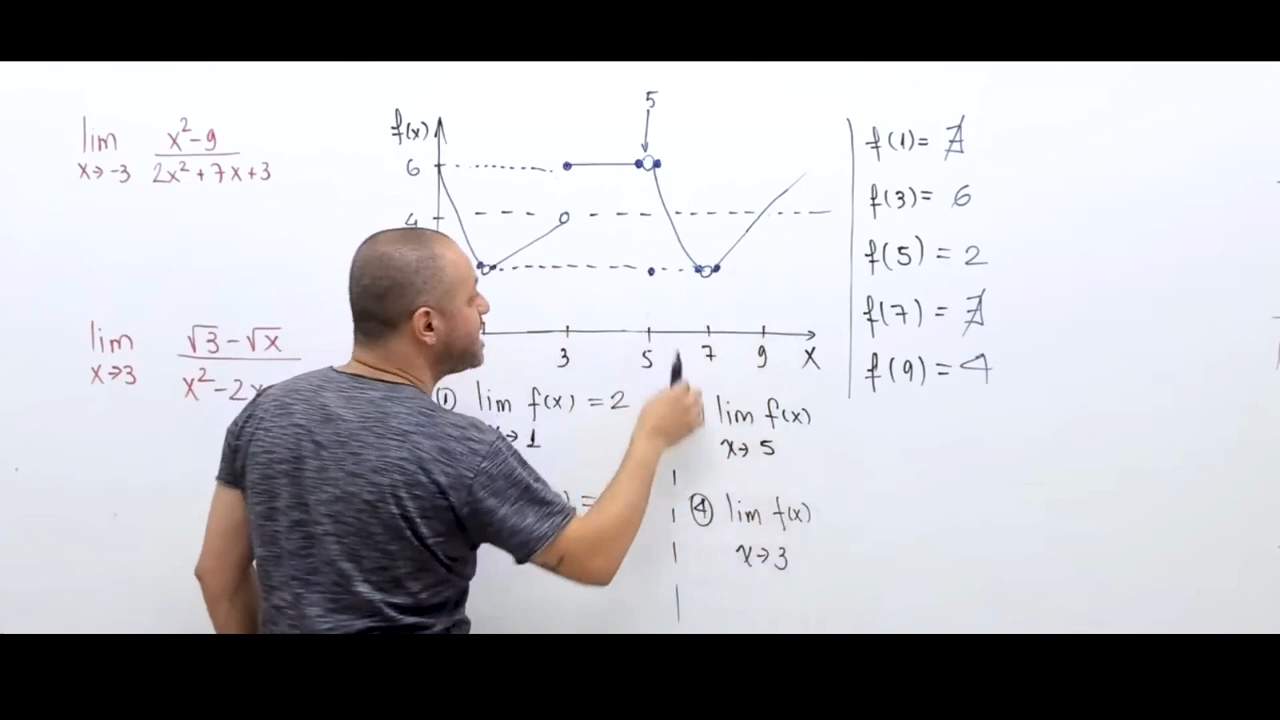 lim x²-9
x→-3 2x²+7x+3
lim √3-√x
x→3 x²-2x
5
f(x)
6
4
3 5 7 9 X
① lim f(x) = 2
x→1
) =
lim f(x)
x→5
④ lim f(x)
x→3
f(1)= ∄
f(3)= 6
f(5) = 2
f(7) = ∄
f(9) = 4